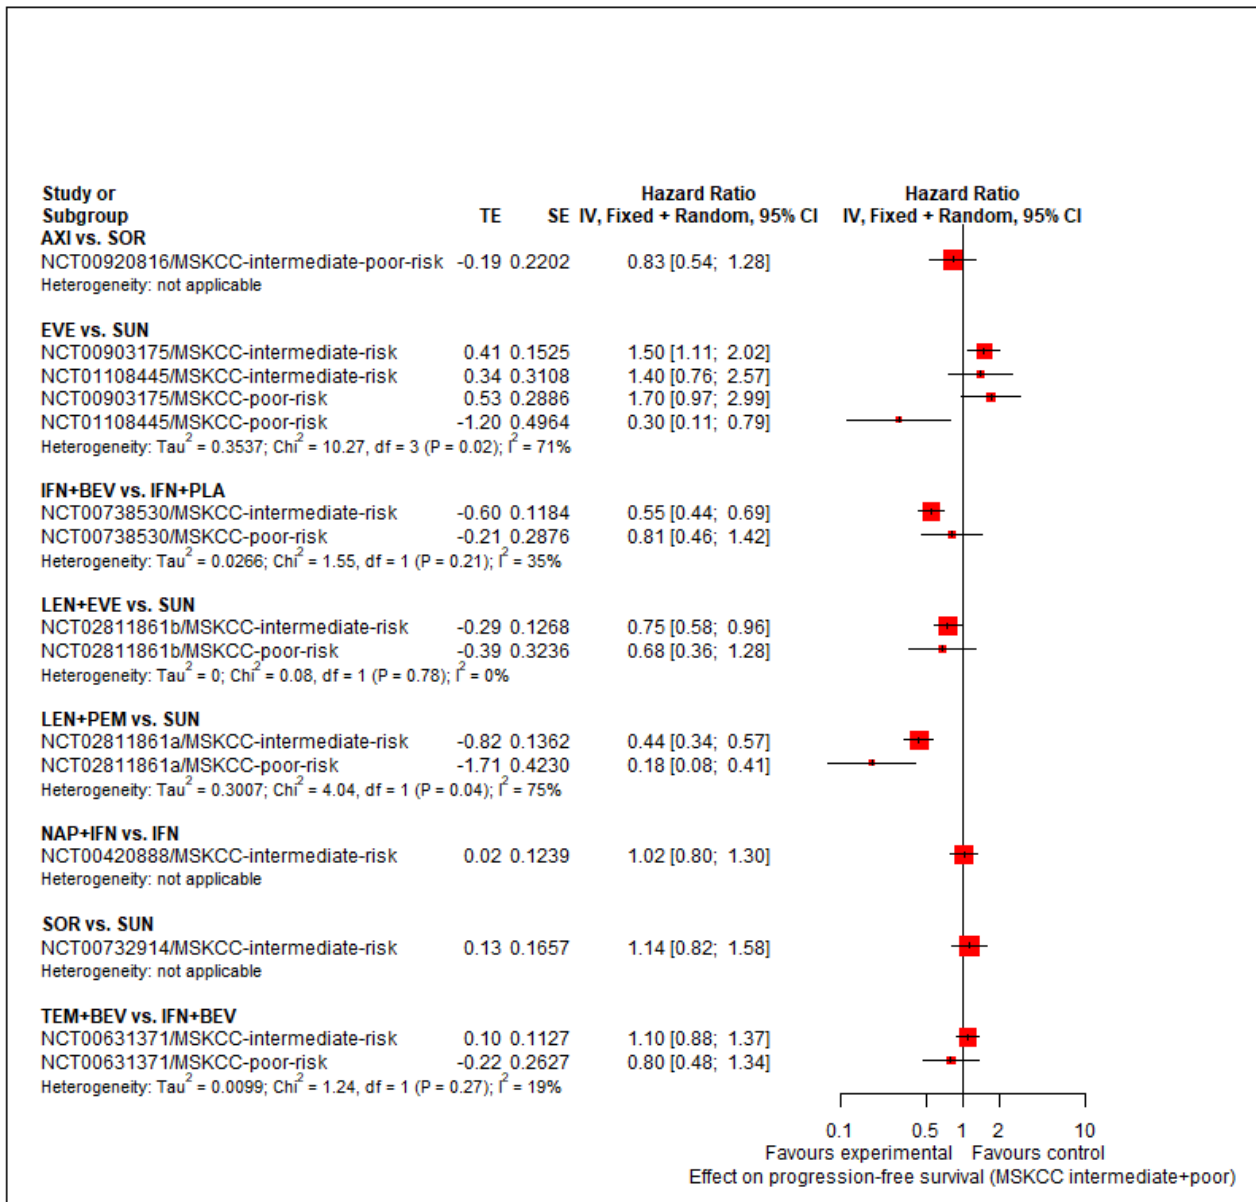 Study or Hazard Ratio Hazard Ratio
Subgroup TE SE IV, Fixed + Random, 95% CI IV, Fixed + Random, 95% CI
AXI vs. SOR
NCT00920816/MSKCC-intermediate-poor-risk -0.19 0.2202 0.83 [0.54; 1.28]
Heterogeneity: not applicable
EVE vs. SUN
NCT00903175/MSKCC-intermediate-risk 0.41 0.1525 1.50 [1.11; 2.02]
NCT01108445/MSKCC-intermediate-risk 0.34 0.3108 1.40 [0.76; 2.57]
NCT00903175/MSKCC-poor-risk 0.53 0.2886 1.70 [0.97; 2.99]
NCT01108445/MSKCC-poor-risk -1.20 0.4964 0.30 [0.11; 0.79]
Heterogeneity: Tau² = 0.3537; Chi² = 10.27, df = 3 (P = 0.02); I² = 71%
IFN+BEV vs. IFN+PLA
NCT00738530/MSKCC-intermediate-risk -0.60 0.1184 0.55 [0.44; 0.69]
NCT00738530/MSKCC-poor-risk -0.21 0.2876 0.81 [0.46; 1.42]
Heterogeneity: Tau² = 0.0266; Chi² = 1.55, df = 1 (P = 0.21); I² = 35%
LEN+EVE vs. SUN
NCT02811861b/MSKCC-intermediate-risk -0.29 0.1268 0.75 [0.58; 0.96]
NCT02811861b/MSKCC-poor-risk -0.39 0.3236 0.68 [0.36; 1.28]
Heterogeneity: Tau² = 0; Chi² = 0.08, df = 1 (P = 0.78); I² = 0%
LEN+PEM vs. SUN
NCT02811861a/MSKCC-intermediate-risk -0.82 0.1362 0.44 [0.34; 0.57]
NCT02811861a/MSKCC-poor-risk -1.71 0.4230 0.18 [0.08; 0.41]
Heterogeneity: Tau² = 0.3007; Chi² = 4.04, df = 1 (P = 0.04); I² = 75%
NAP+IFN vs. IFN
NCT00420888/MSKCC-intermediate-risk 0.02 0.1239 1.02 [0.80; 1.30]
Heterogeneity: not applicable
SOR vs. SUN
NCT00732914/MSKCC-intermediate-risk 0.13 0.1657 1.14 [0.82; 1.58]
Heterogeneity: not applicable
TEM+BEV vs. IFN+BEV
NCT00631371/MSKCC-intermediate-risk 0.10 0.1127 1.10 [0.88; 1.37]
NCT00631371/MSKCC-poor-risk -0.22 0.2627 0.80 [0.48; 1.34]
Heterogeneity: Tau² = 0.0099; Chi² = 1.24, df = 1 (P = 0.27); I² = 19%
0.1 0.5 1 2 10
Favours experimental Favours control
Effect on progression-free survival (MSKCC intermediate+poor)